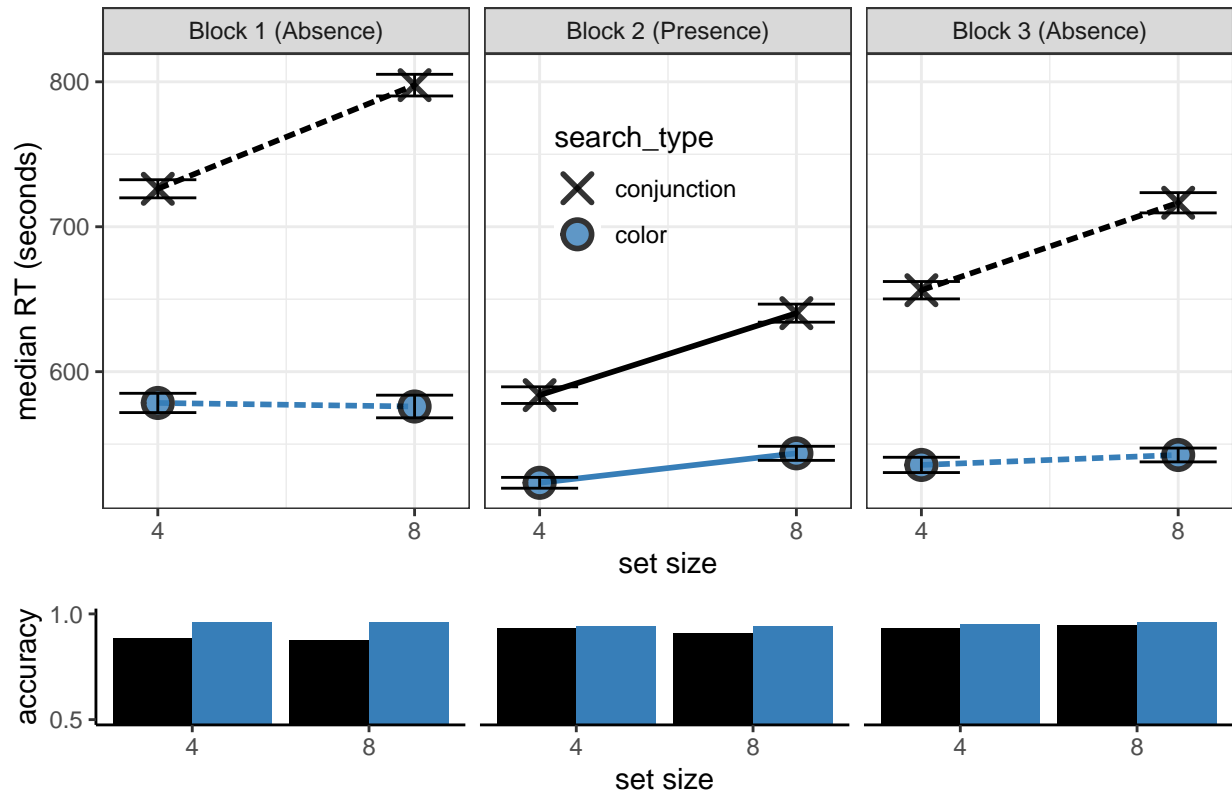 Block 1 (Absence)
Block 2 (Presence)
Block 3 (Absence)
median RT (seconds)
800
700
600
search_type
conjunction
color
4
8
4
8
4
8
set size
accuracy
1.0
0.5
4
8
4
8
4
8
set size